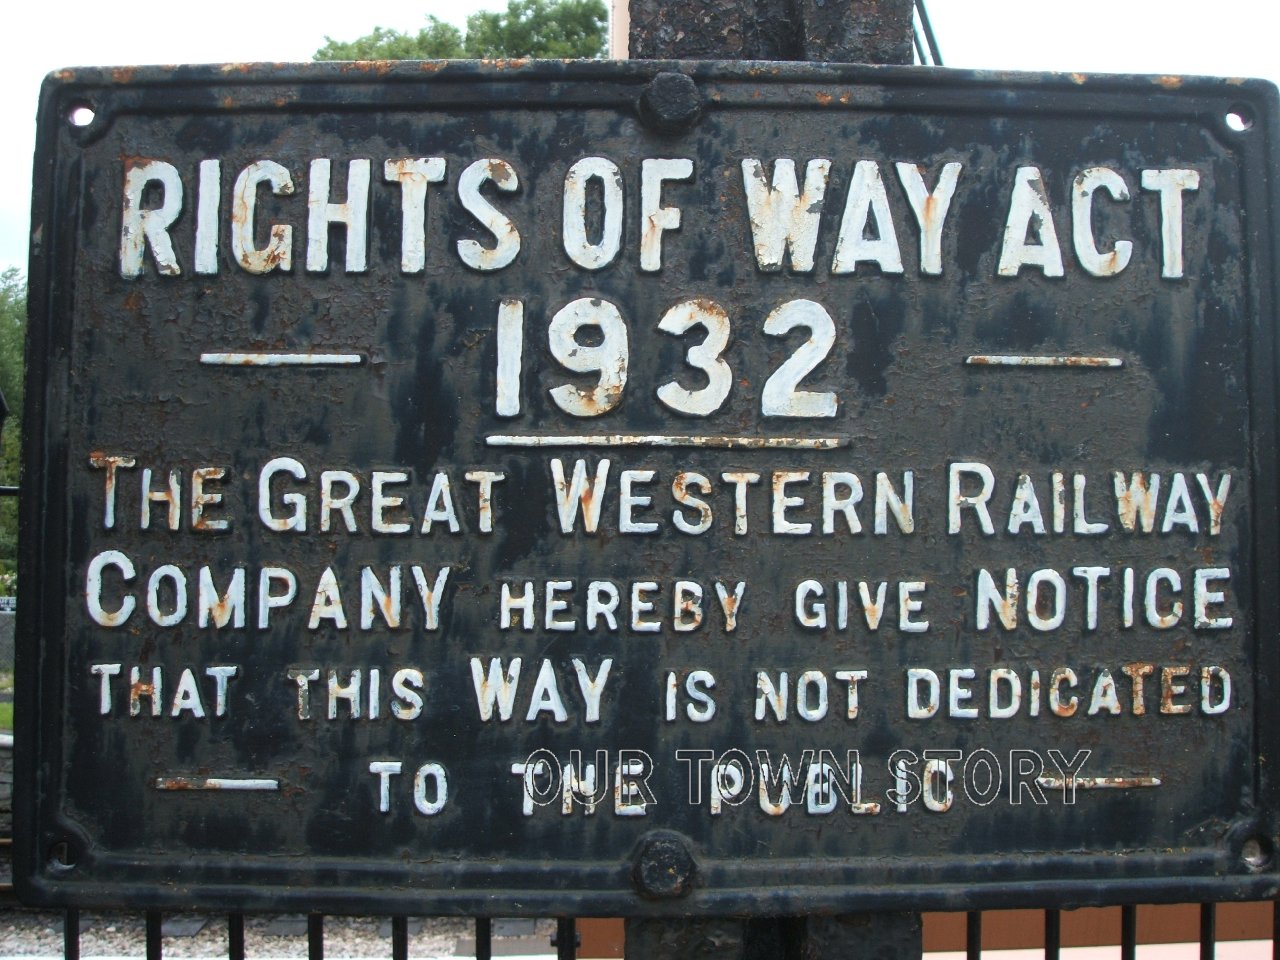 RIGHTS OF WAY ACT
1932
THE GREAT WESTERN RAILWAY
COMPANY HEREBY GIVE NOTICE
THAT THIS WAY IS NOT DEDICATED
TO THE PUBLIC
OUR TOWN STORY